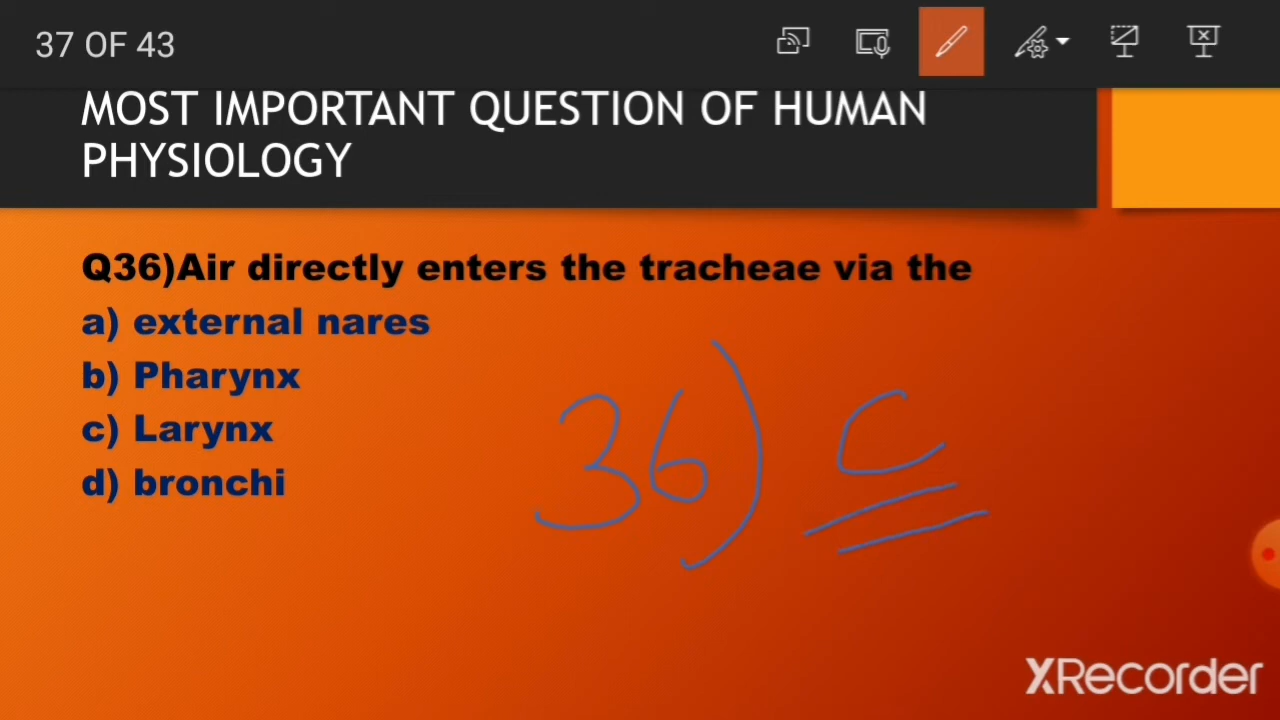 37 OF 43
MOST IMPORTANT QUESTION OF HUMAN
PHYSIOLOGY
Q36)Air directly enters the tracheae via the
a) external nares
b) Pharynx
c) Larynx
d) bronchi
36) c
XRecorder